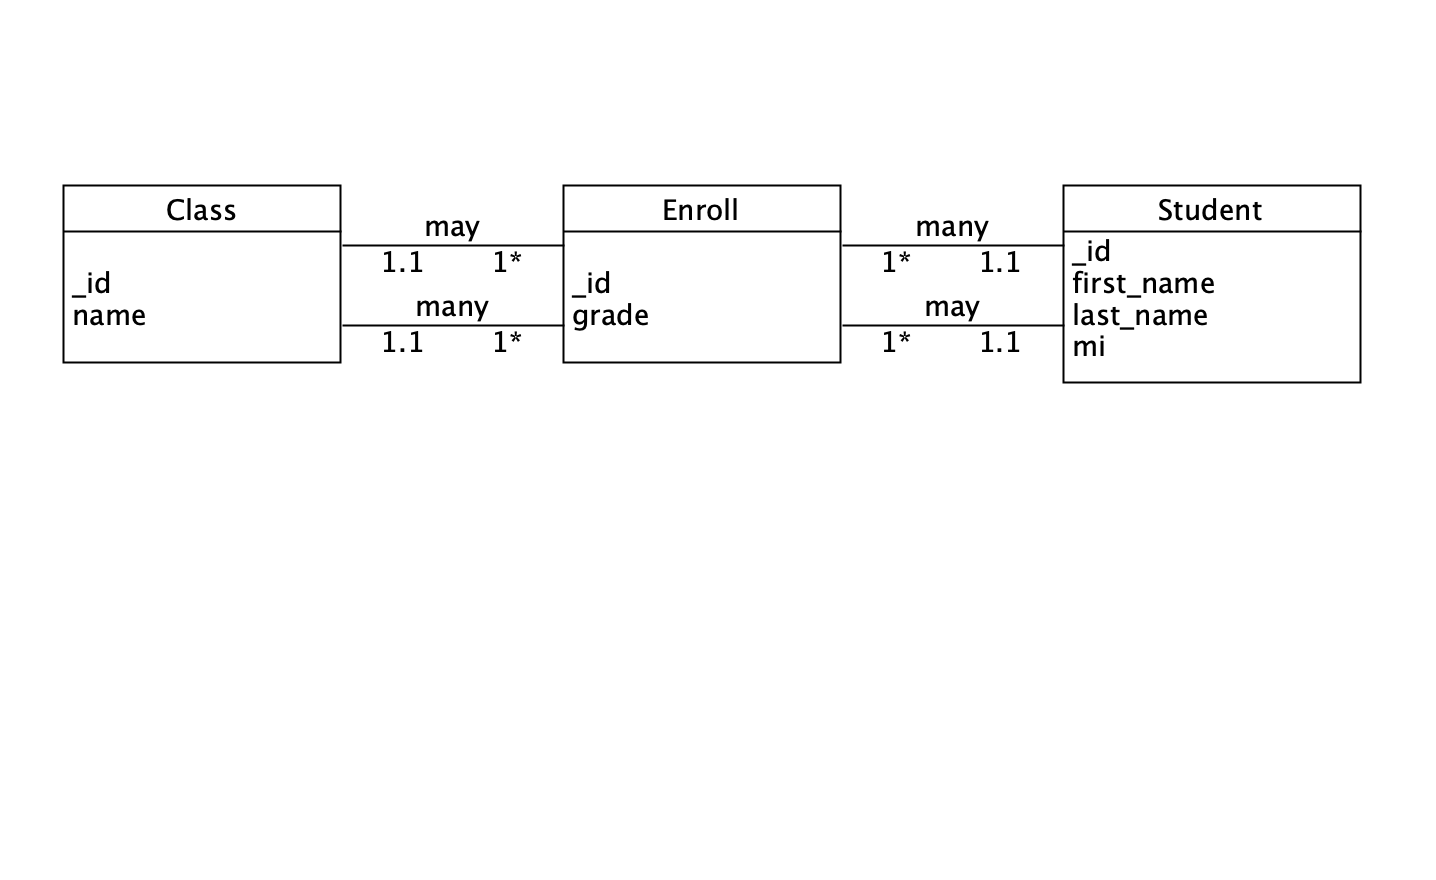 Class
_id
name
may
1.1 1*
many
1.1 1*
Enroll
_id
grade
many
1* 1.1
may
1* 1.1
Student
_id
first_name
last_name
mi